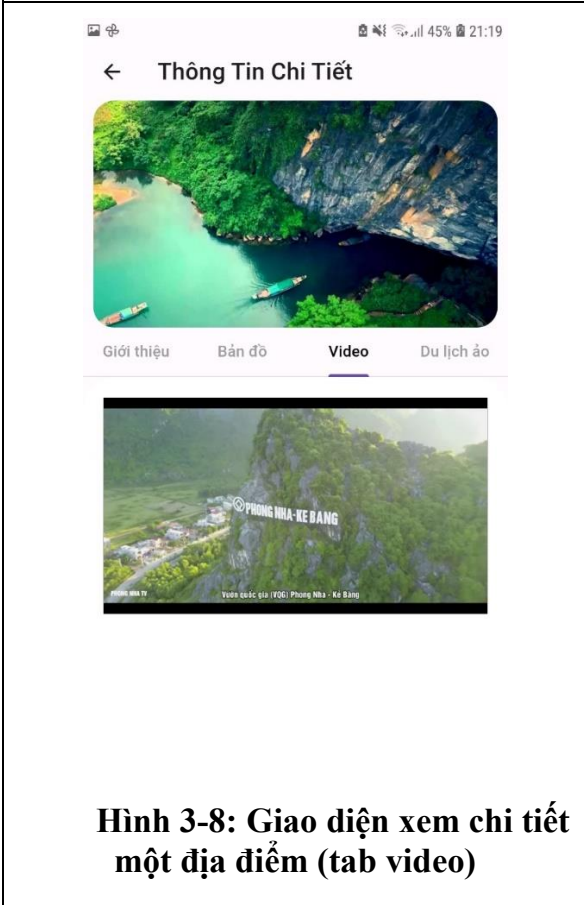 45% 21:19
Thông Tin Chi Tiết
Giới thiệu Bản đồ Video Du lịch ảo
PHONG NHA-KE BANG
PHONG NHA TV
Vườn quốc gia (VQG) Phong Nha - Kẻ Bàng
Hình 3-8: Giao diện xem chi tiết
một địa điểm (tab video)